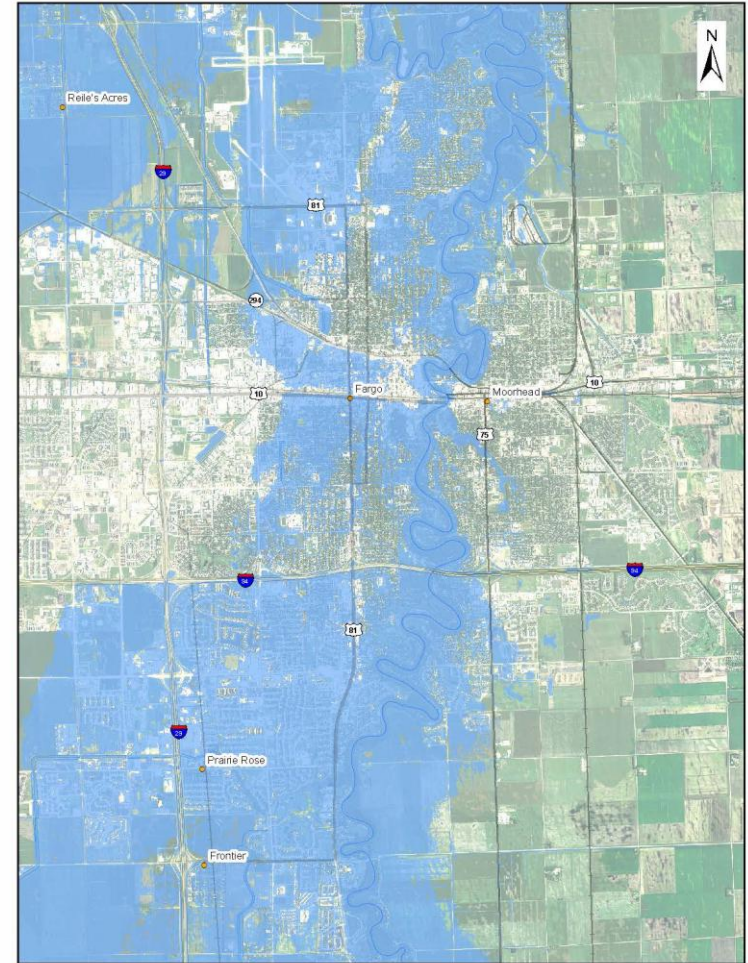 N
Reile's Acres
29
81
294
10
Fargo
Moorhead
10
75
94
94
81
29
Prairie Rose
Frontier